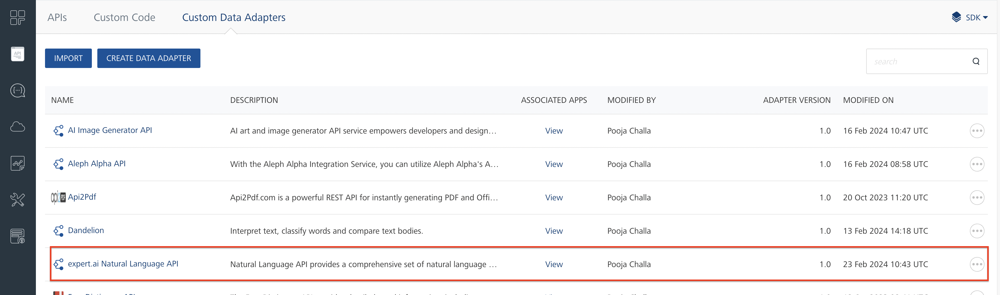 APIs Custom Code Custom Data Adapters SDK
API
IMPORT CREATE DATA ADAPTER search
NAME DESCRIPTION ASSOCIATED APPS MODIFIED BY ADAPTER VERSION MODIFIED ON
AI Image Generator API AI art and image generator API service empowers developers and design... View Pooja Challa 1.0 16 Feb 2024 10:47 UTC
Aleph Alpha API With the Aleph Alpha Integration Service, you can utilize Aleph Alpha's A... View Pooja Challa 1.0 16 Feb 2024 08:58 UTC
api2PDF Api2Pdf Api2Pdf.com is a powerful REST API for instantly generating PDF and Offi... View Pooja Challa 1.0 20 Oct 2023 11:20 UTC
Dandelion Interpret text, classify words and compare text bodies. View Pooja Challa 1.0 13 Feb 2024 14:18 UTC
expert.ai Natural Language API Natural Language API provides a comprehensive set of natural language ... View Pooja Challa 1.0 23 Feb 2024 10:43 UTC